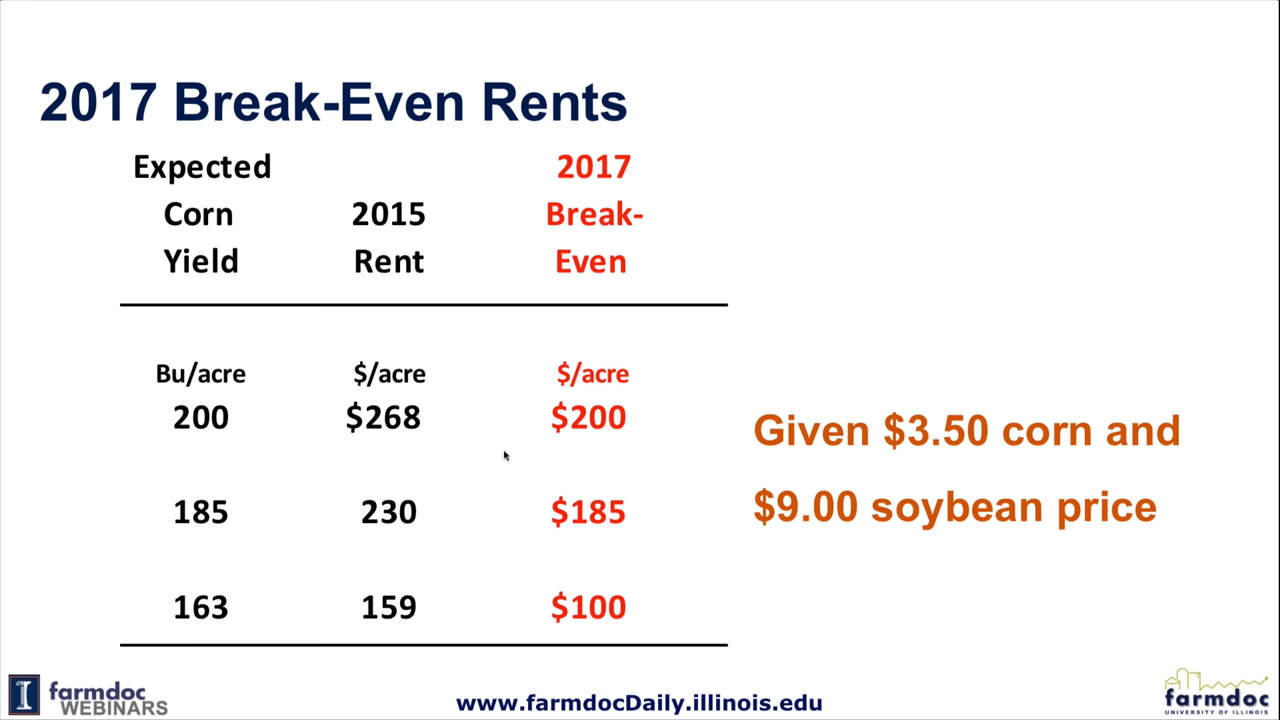 2017 Break-Even Rents
Expected 2017
Corn 2015 Break-
Yield Rent Even
Bu/acre $/acre $/acre
200 $268 $200
185 230 $185
163 159 $100
Given $3.50 corn and
$9.00 soybean price
I farmdoc
WEBINARS
www.farmdocDaily.illinois.edu
farmdoc
UNIVERSITY OF ILLINOIS